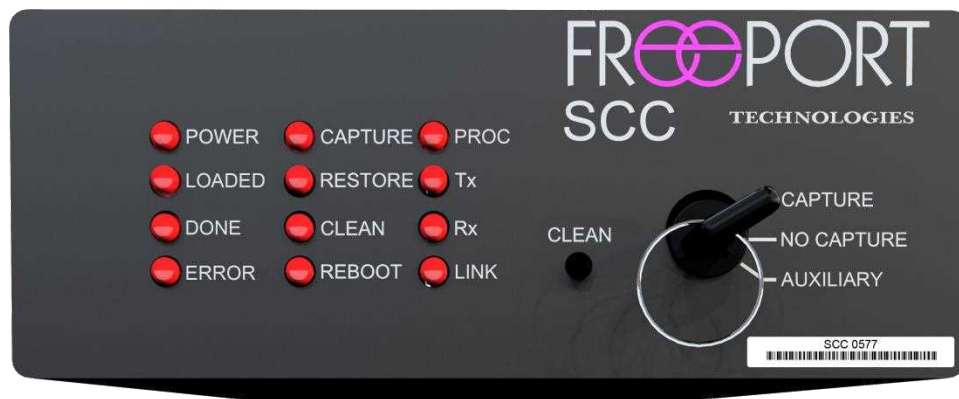 FREEPORT
SCC
TECHNOLOGIES
POWER CAPTURE PROC
LOADED RESTORE Tx
DONE CLEAN Rx
ERROR REBOOT LINK
CLEAN
CAPTURE
NO CAPTURE
AUXILIARY
SCC 0577